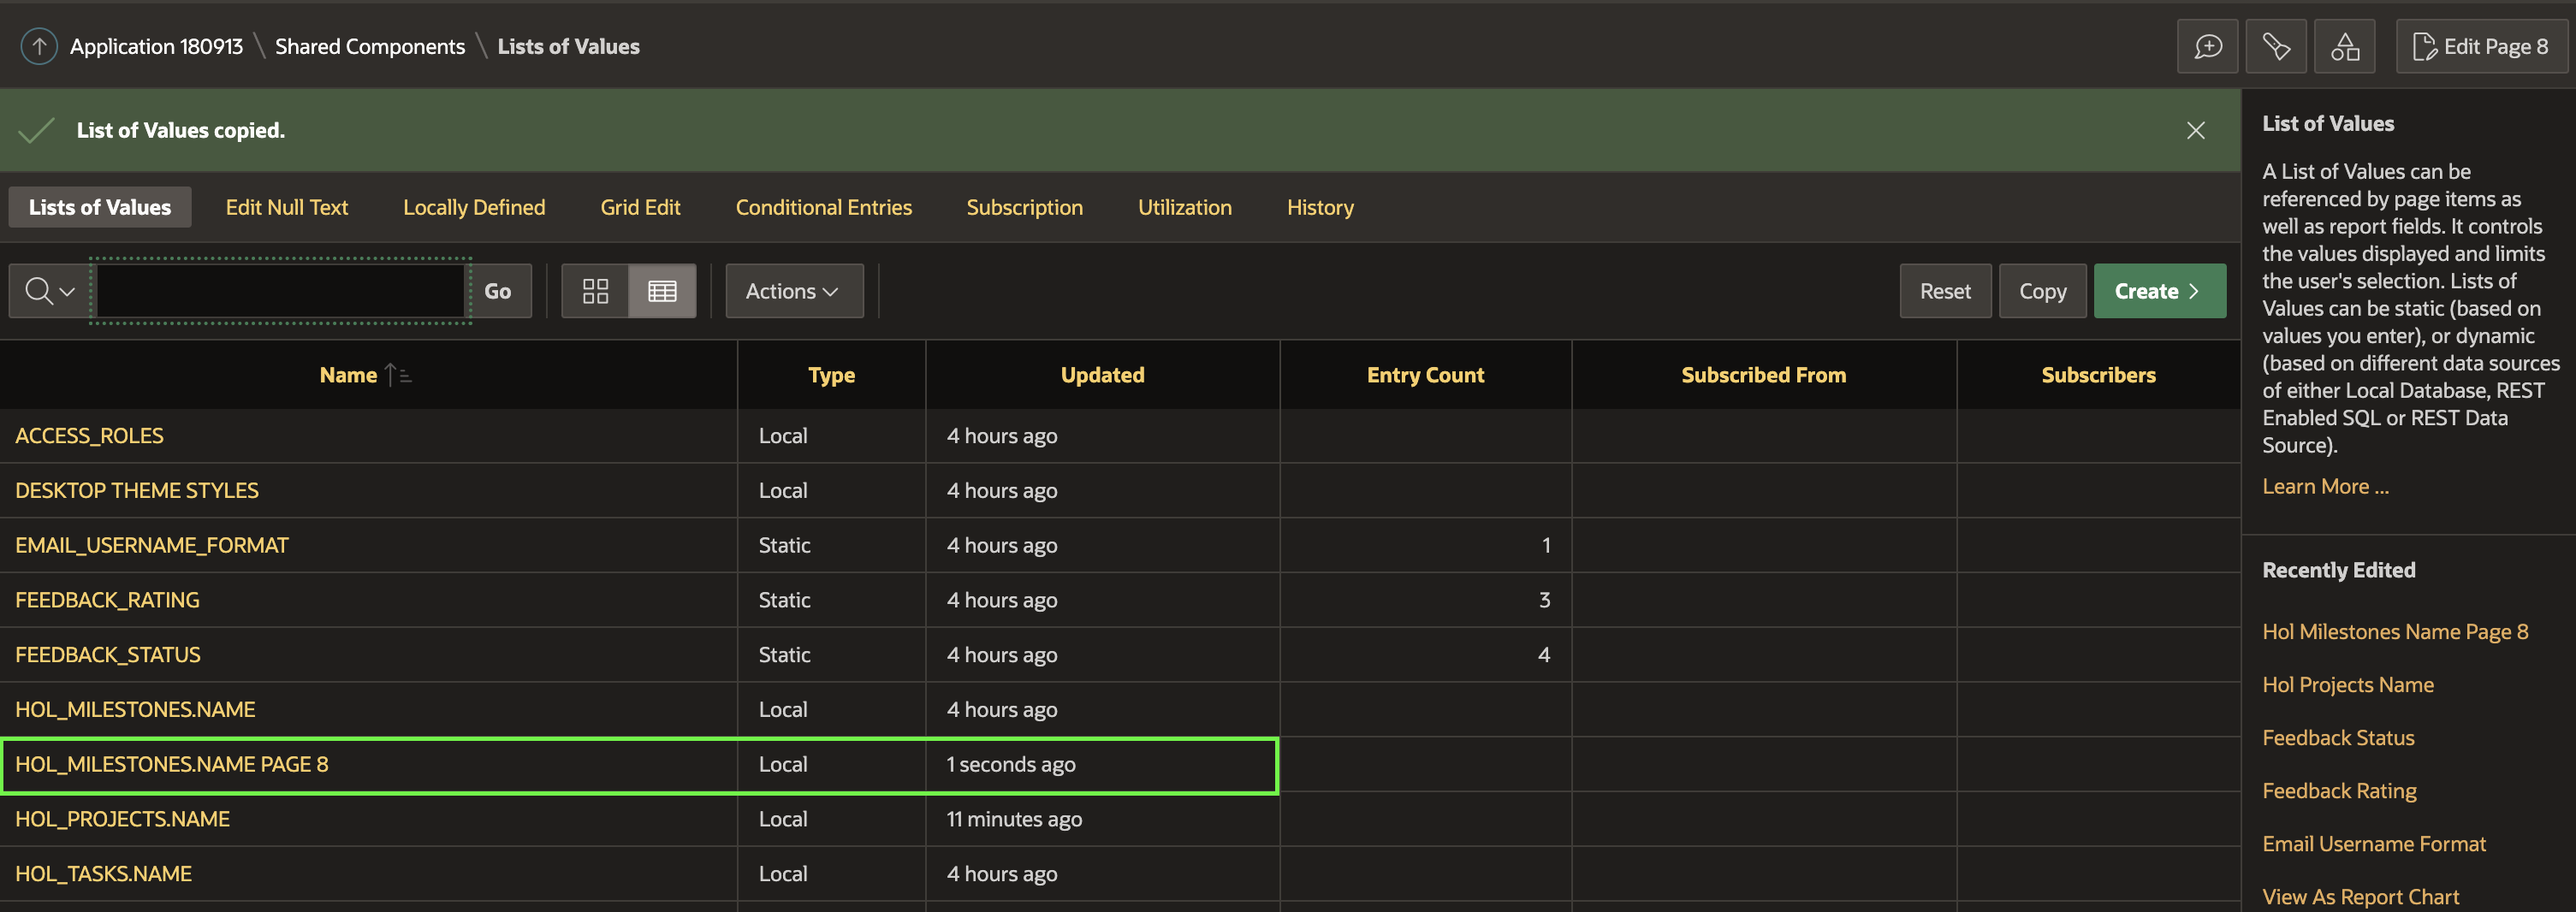 Application 180913 \ Shared Components \ Lists of Values
Edit Page 8
List of Values copied.
Lists of Values Edit Null Text Locally Defined Grid Edit Conditional Entries Subscription Utilization History
Go Actions Reset Copy Create
Name Type Updated Entry Count Subscribed From Subscribers
ACCESS_ROLES Local 4 hours ago
DESKTOP THEME STYLES Local 4 hours ago
EMAIL_USERNAME_FORMAT Static 4 hours ago 1
FEEDBACK_RATING Static 4 hours ago 3
FEEDBACK_STATUS Static 4 hours ago 4
HOL_MILESTONES.NAME Local 4 hours ago
HOL_MILESTONES.NAME PAGE 8 Local 1 seconds ago
HOL_PROJECTS.NAME Local 11 minutes ago
HOL_TASKS.NAME Local 4 hours ago
List of Values
A List of Values can be
referenced by page items as
well as report fields. It controls
the values displayed and limits
the user's selection. Lists of
Values can be static (based on
values you enter), or dynamic
(based on different data sources
of either Local Database, REST
Enabled SQL or REST Data
Source).
Learn More ...
Recently Edited
Hol Milestones Name Page 8
Hol Projects Name
Feedback Status
Feedback Rating
Email Username Format
View As Report Chart